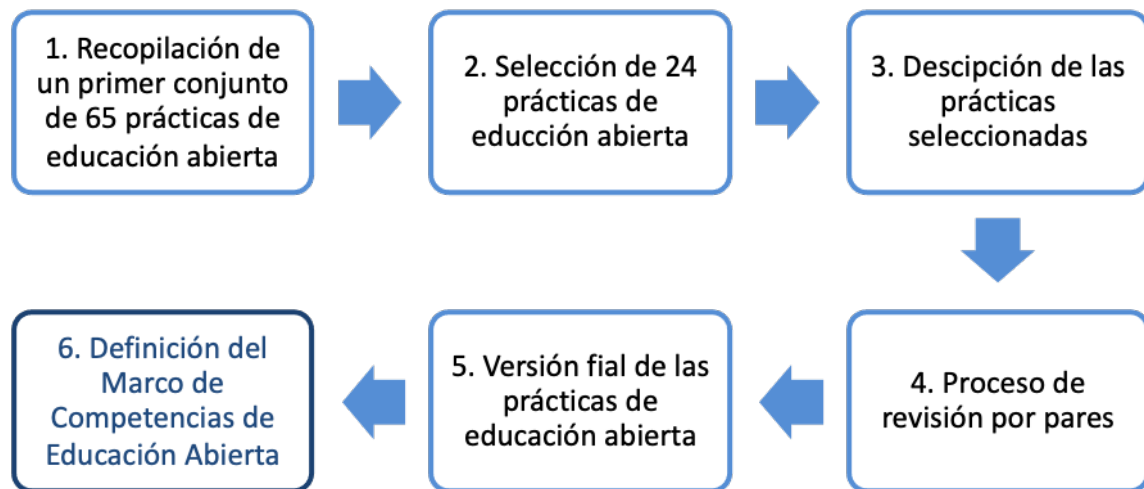 1. Recopilación de
un primer conjunto
de 65 prácticas de
educación abierta
2. Selección de 24
prácticas de
educción abierta
3. Descipción de las
prácticas
seleccionadas
4. Proceso de
revisión por pares
5. Versión fial de las
prácticas de
educación abierta
6. Definición del
Marco de
Competencias de
Educación Abierta